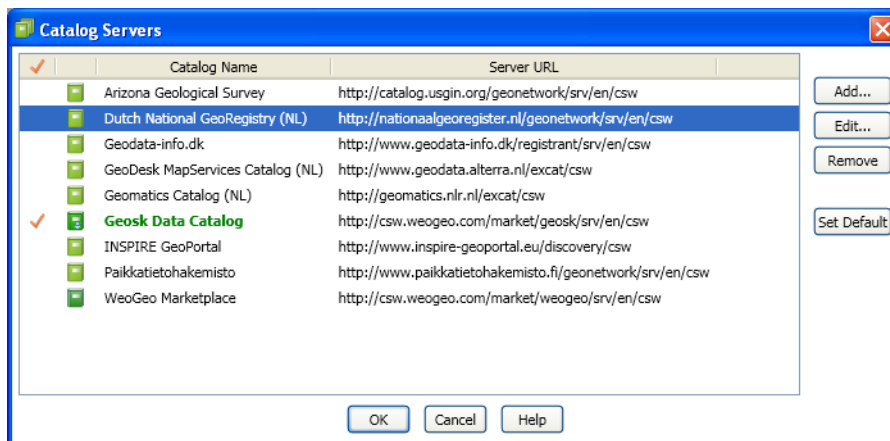 Catalog Servers
Catalog Name Server URL
Arizona Geological Survey http://catalog.usgin.org/geonetwork/srv/en/csw
Dutch National GeoRegistry (NL) http://nationaalgeoregister.nl/geonetwork/srv/en/csw
Geodata-info.dk http://www.geodata-info.dk/registrant/srv/en/csw
GeoDesk MapServices Catalog (NL) http://www.geodata.alterra.nl/excat/csw
Geomatics Catalog (NL) http://geomatics.nlr.nl/excat/csw
Geosk Data Catalog http://csw.weogeo.com/market/geosk/srv/en/csw
INSPIRE GeoPortal http://www.inspire-geoportal.eu/discovery/csw
Paikkatietohakemisto http://www.paikkatietohakemisto.fi/geonetwork/srv/en/csw
WeoGeo Marketplace http://csw.weogeo.com/market/weogeo/srv/en/csw
Add...
Edit...
Remove
Set Default
OK Cancel Help